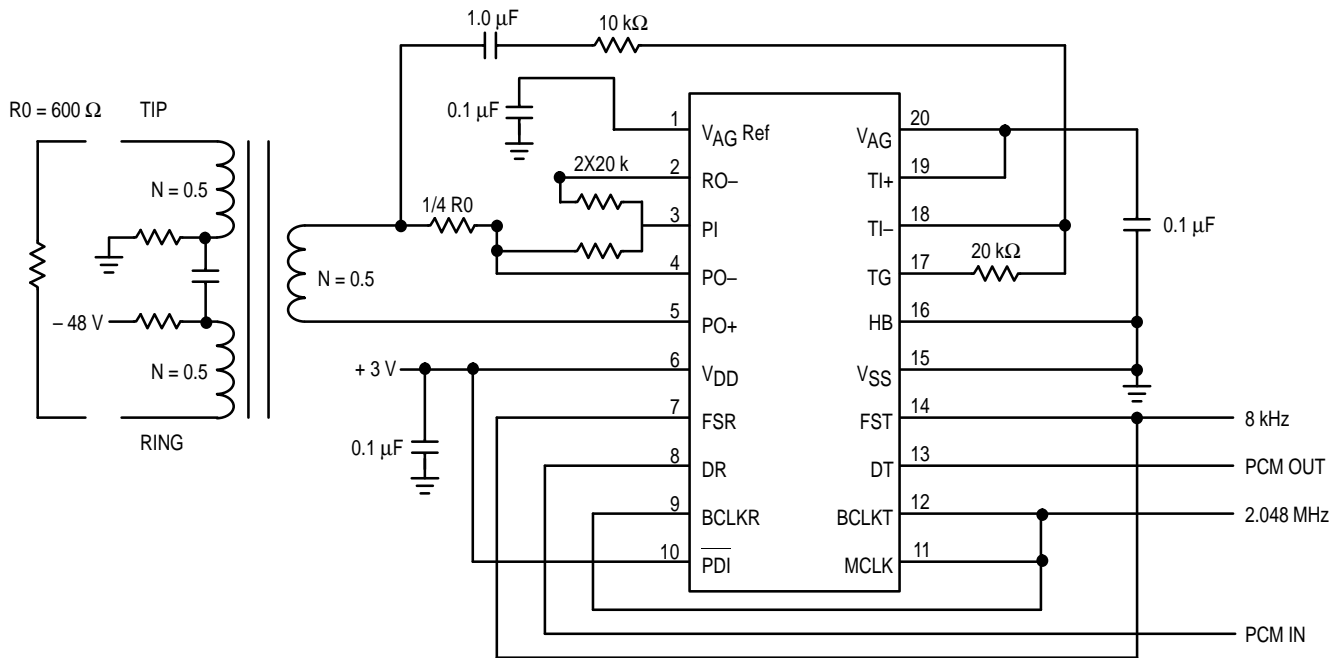 1.0 µF
10 kΩ
R0 = 600 Ω
TIP
0.1 µF
N = 0.5
– 48 V
N = 0.5
RING
N = 0.5
1/4 R0
2X20 k
+ 3 V
0.1 µF
1
VAG Ref
2
RO–
3
PI
4
PO–
5
PO+
6
VDD
7
FSR
8
DR
9
BCLKR
10
PDI
20
VAG
19
TI+
18
TI–
17
TG
20 kΩ
16
HB
15
VSS
14
FST
13
DT
12
BCLKT
11
MCLK
0.1 µF
8 kHz
PCM OUT
2.048 MHz
PCM IN